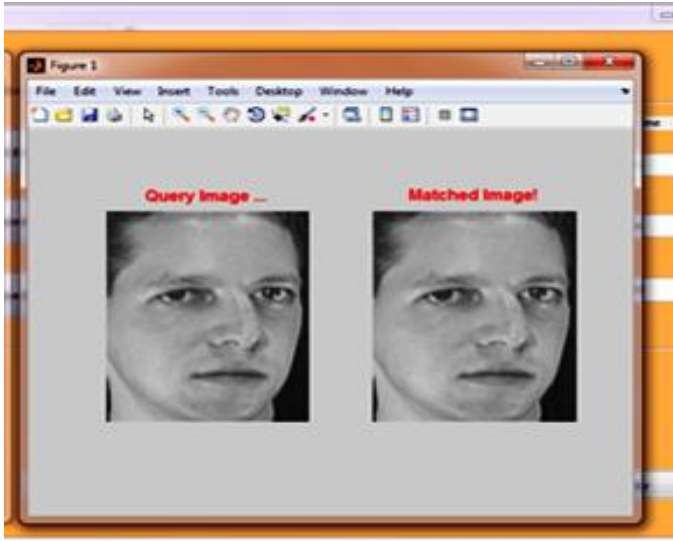 Figure 1
File Edit View Insert Tools Desktop Window Help
Query Image ...
Matched Image!